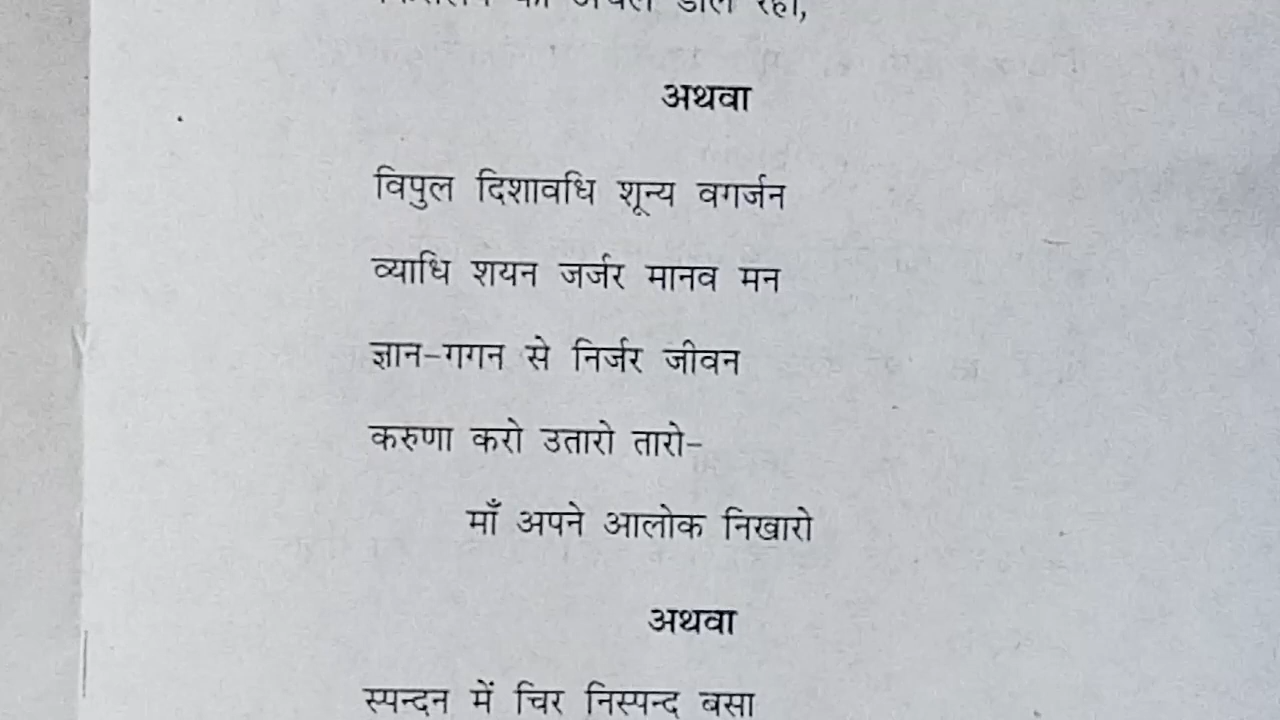 डोल रही,
अथवा
विपुल दिशावधि शून्य वगर्जन
व्याधि शयन जर्जर मानव मन
ज्ञान-गगन से निर्जर जीवन
करुणा करो उतारो तारो-
माँ अपने आलोक निखारो
अथवा
स्पन्दन में चिर निस्पन्द बसा